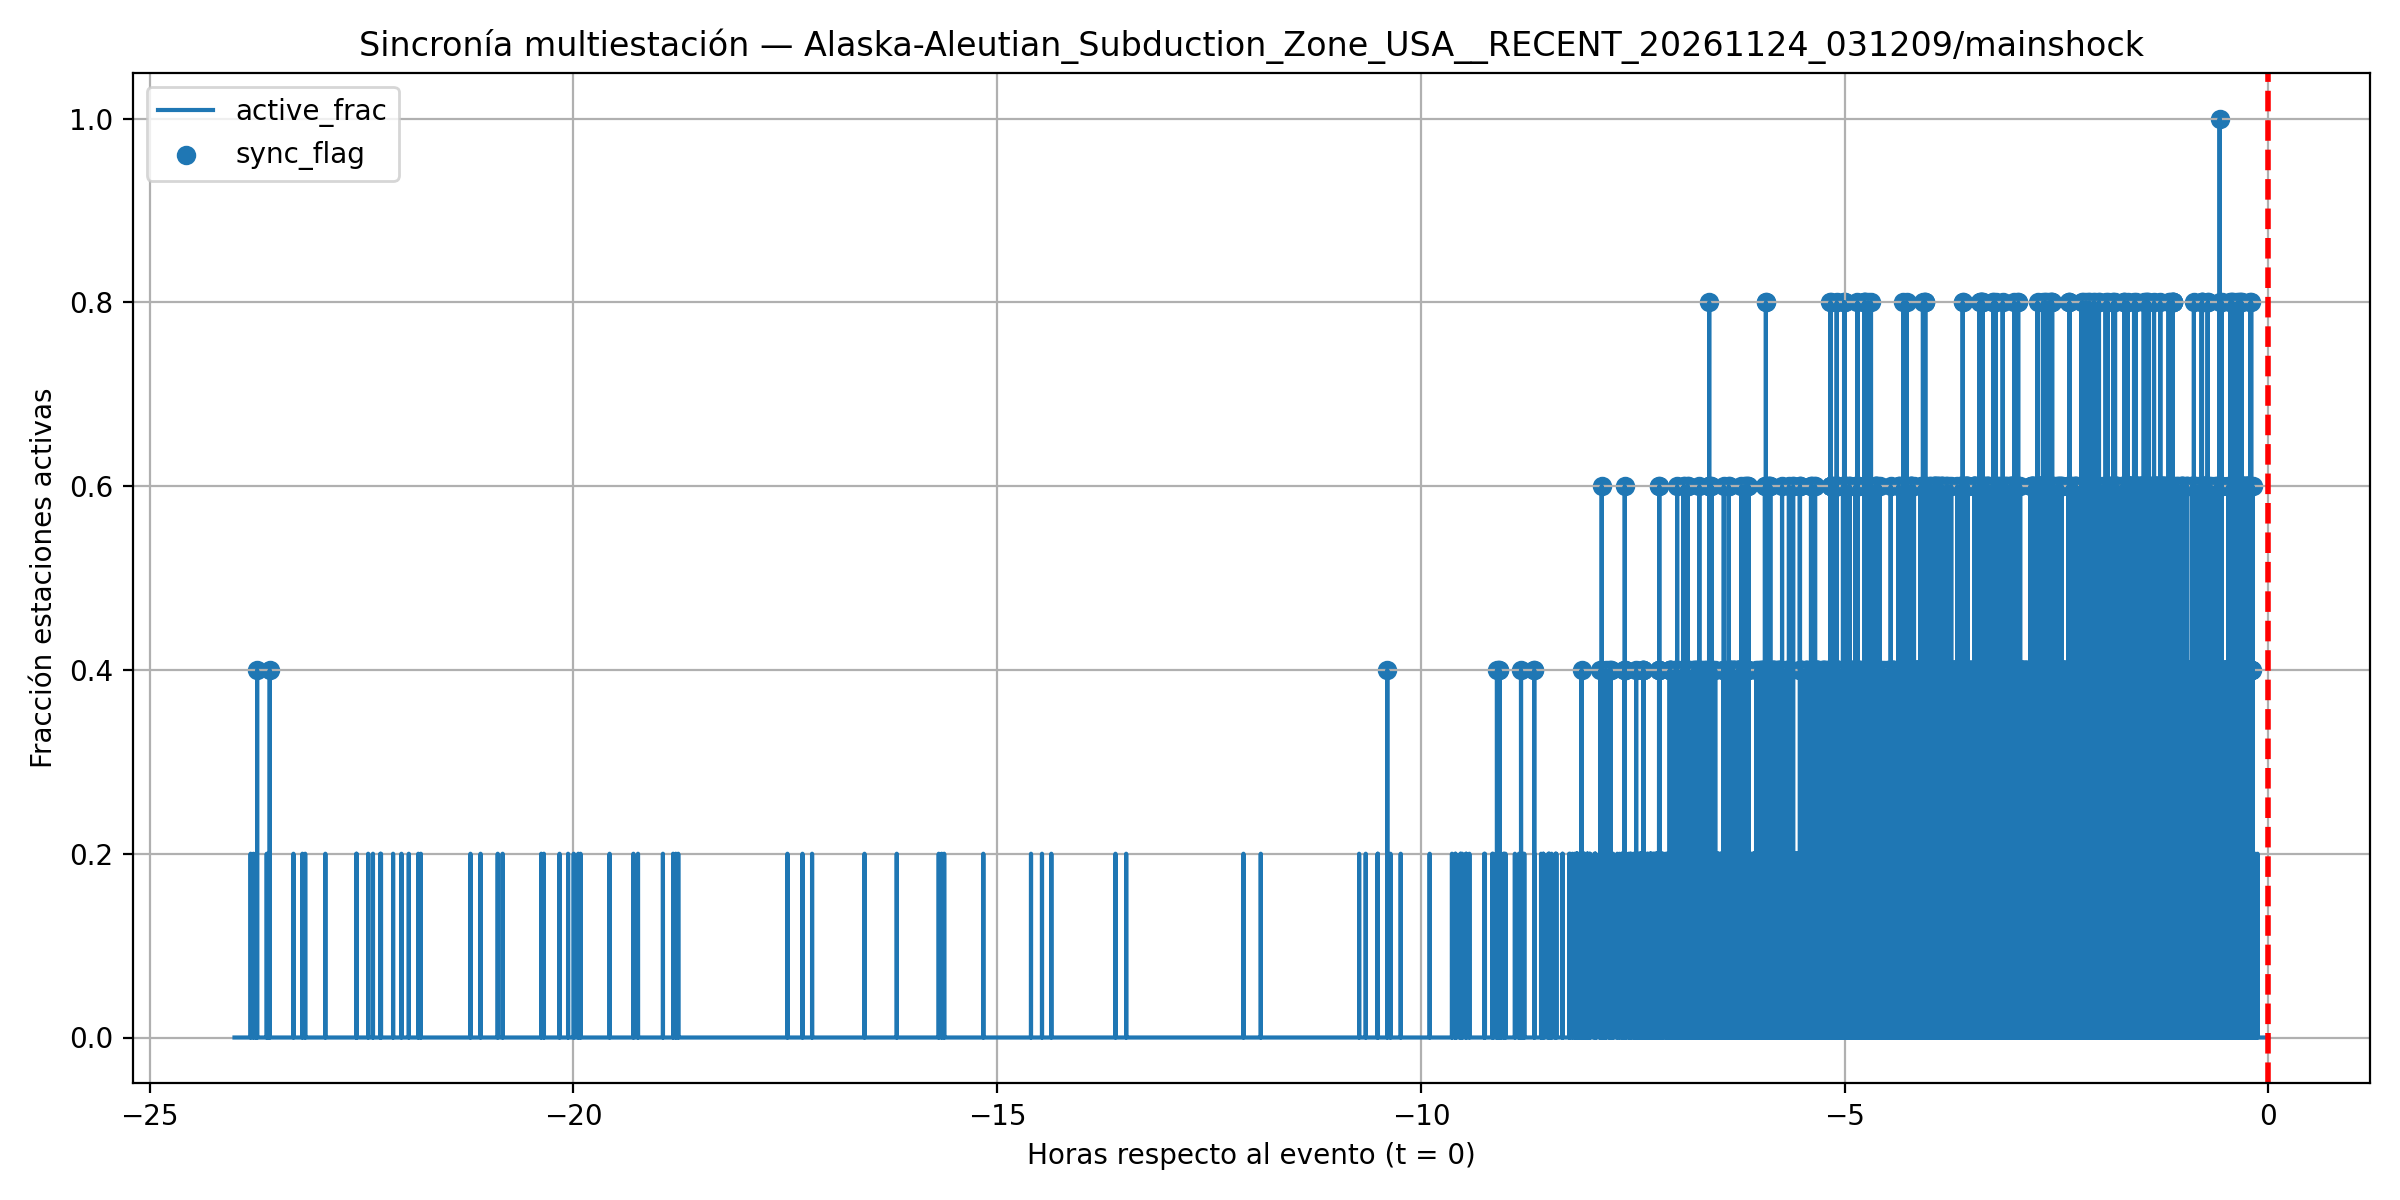 Sincronía multiestación — Alaska-Aleutian_Subduction_Zone_USA__RECENT_20261124_031209/mainshock
active_frac
sync_flag
Fracción estaciones activas
1.0
0.8
0.6
0.4
0.2
0.0
−25
−20
−15
−10
−5
0
Horas respecto al evento (t = 0)